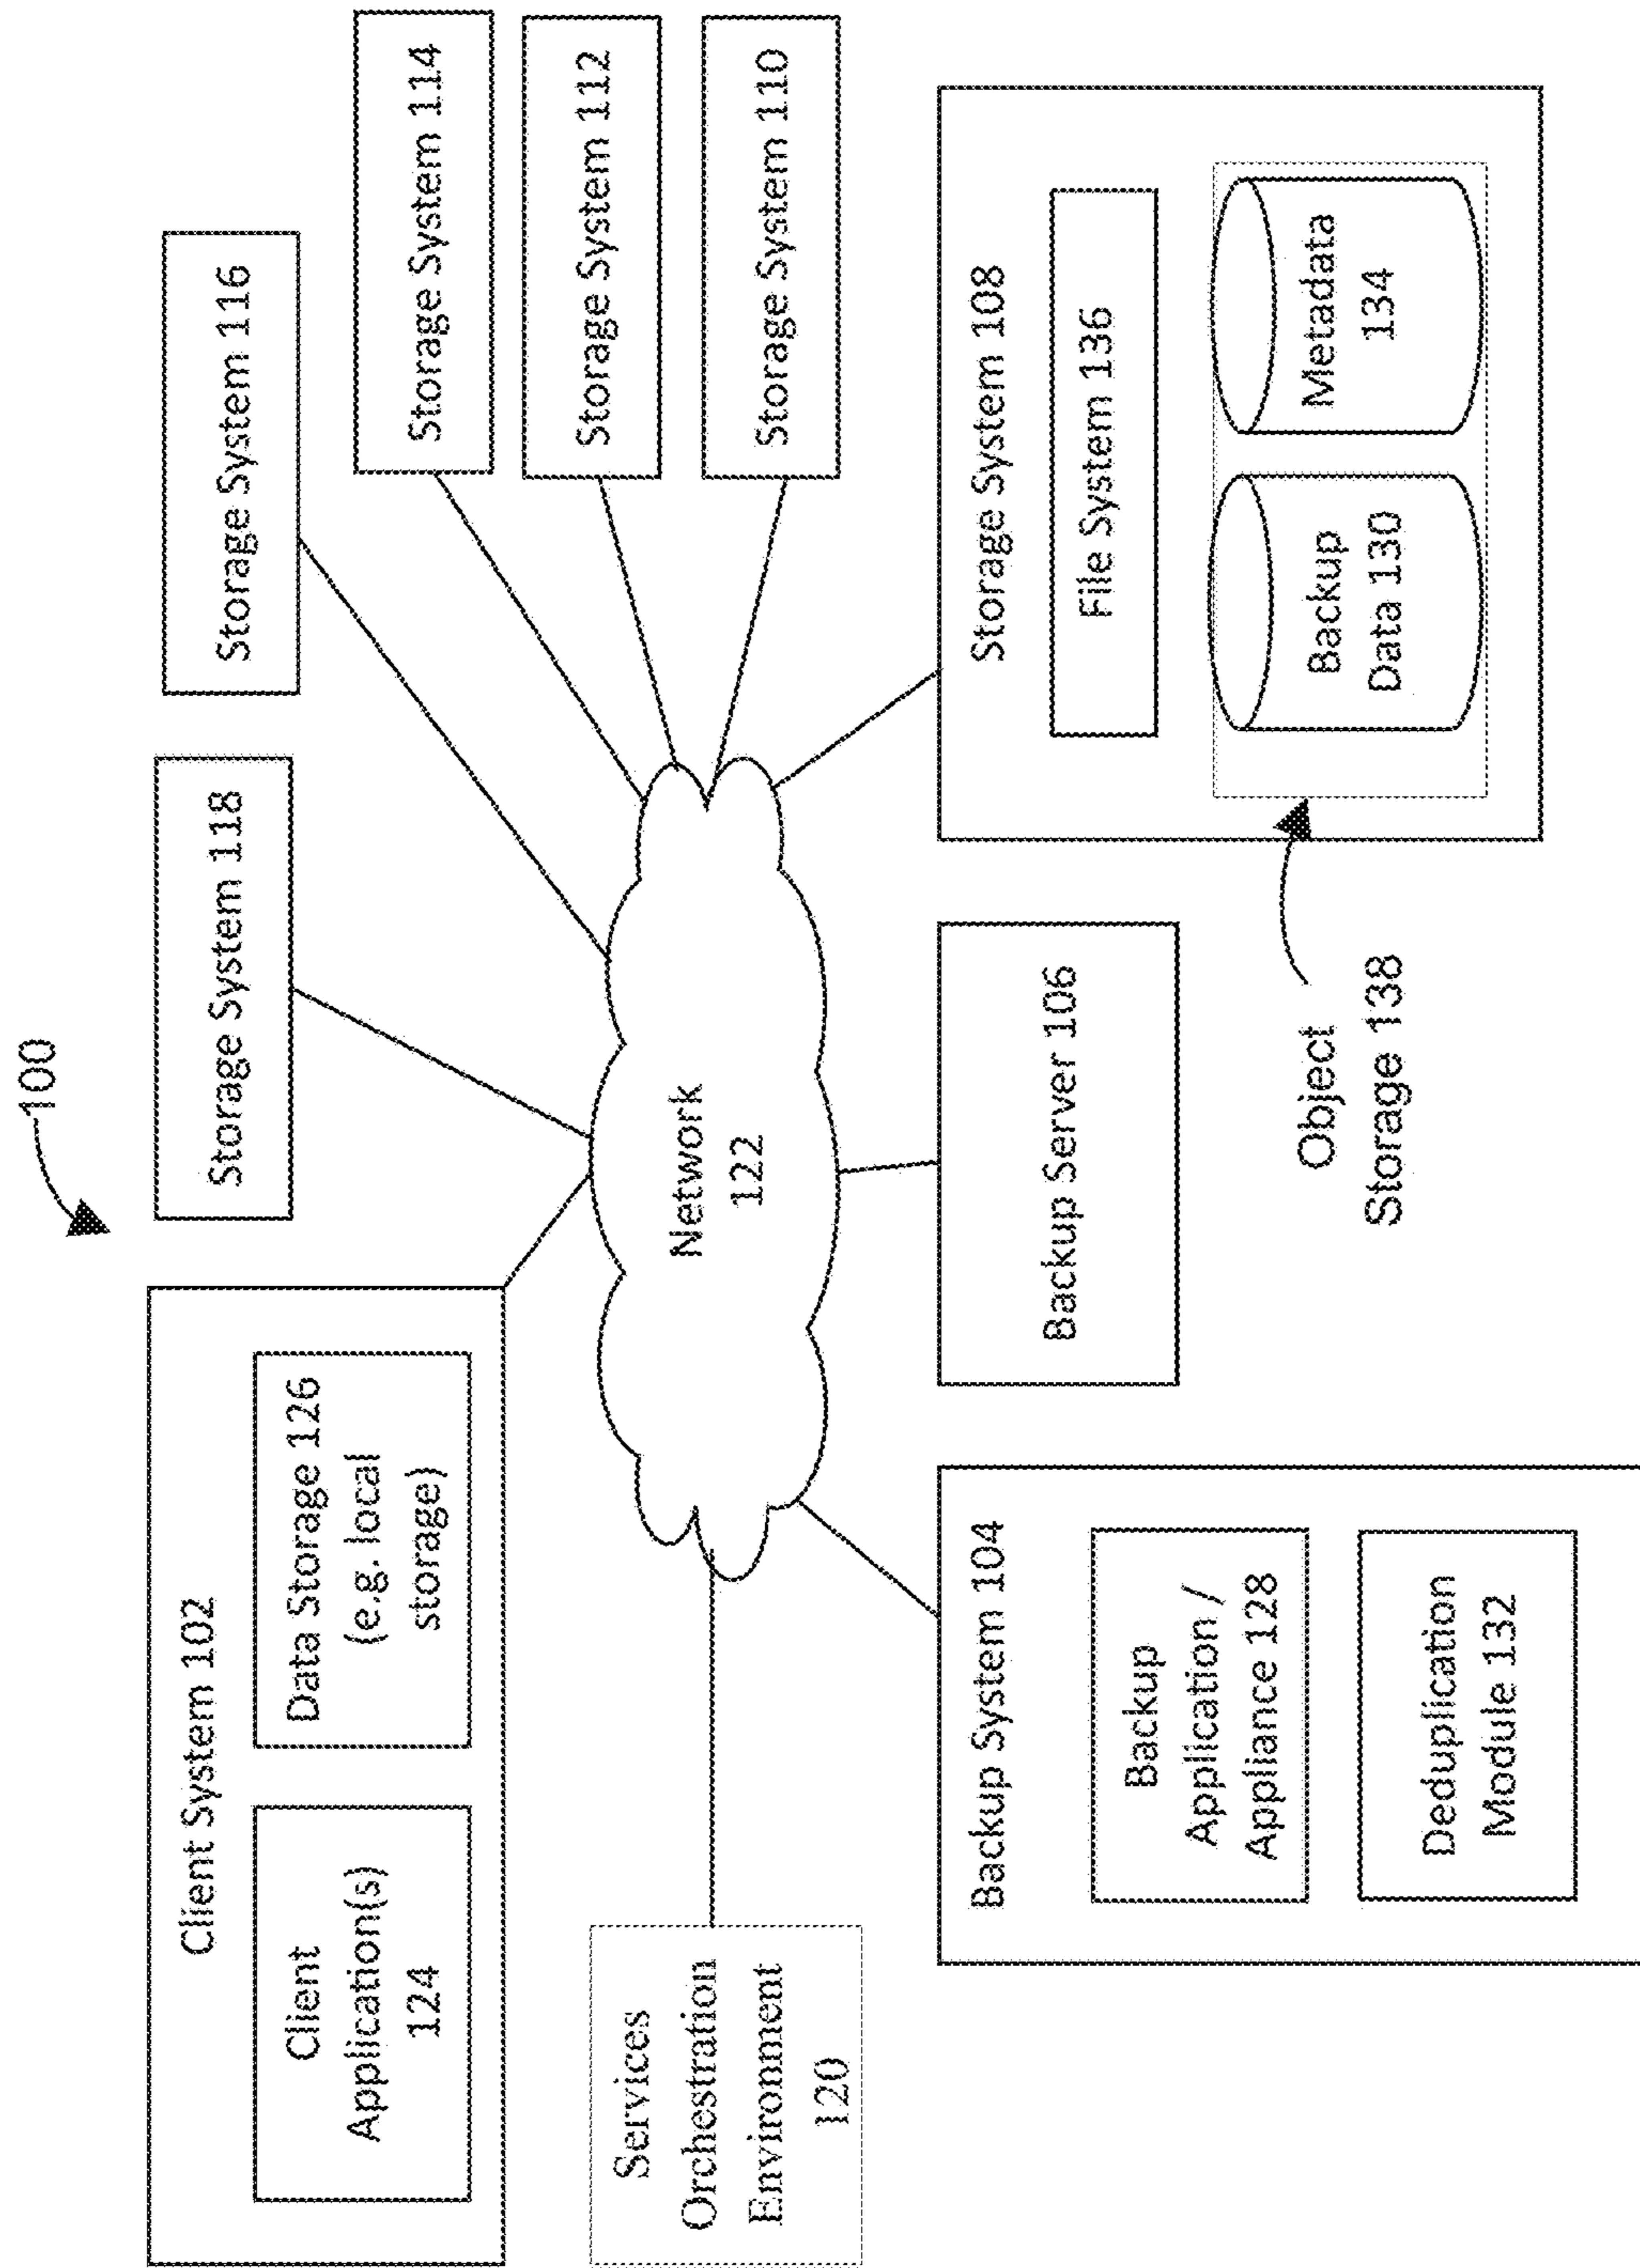 100
Client System 102
Client
Application(s)
124
Data Storage 126
(e.g. local
storage)
Storage System 118
Storage System 116
Storage System 114
Storage System 112
Storage System 110
Services
Orchestration
Environment
120
Network
122
Backup System 104
Backup
Application /
Appliance 128
Deduplication
Module 132
Backup Server 106
Storage System 108
File System 136
Backup
Data 130
Metadata
134
Object
Storage 138